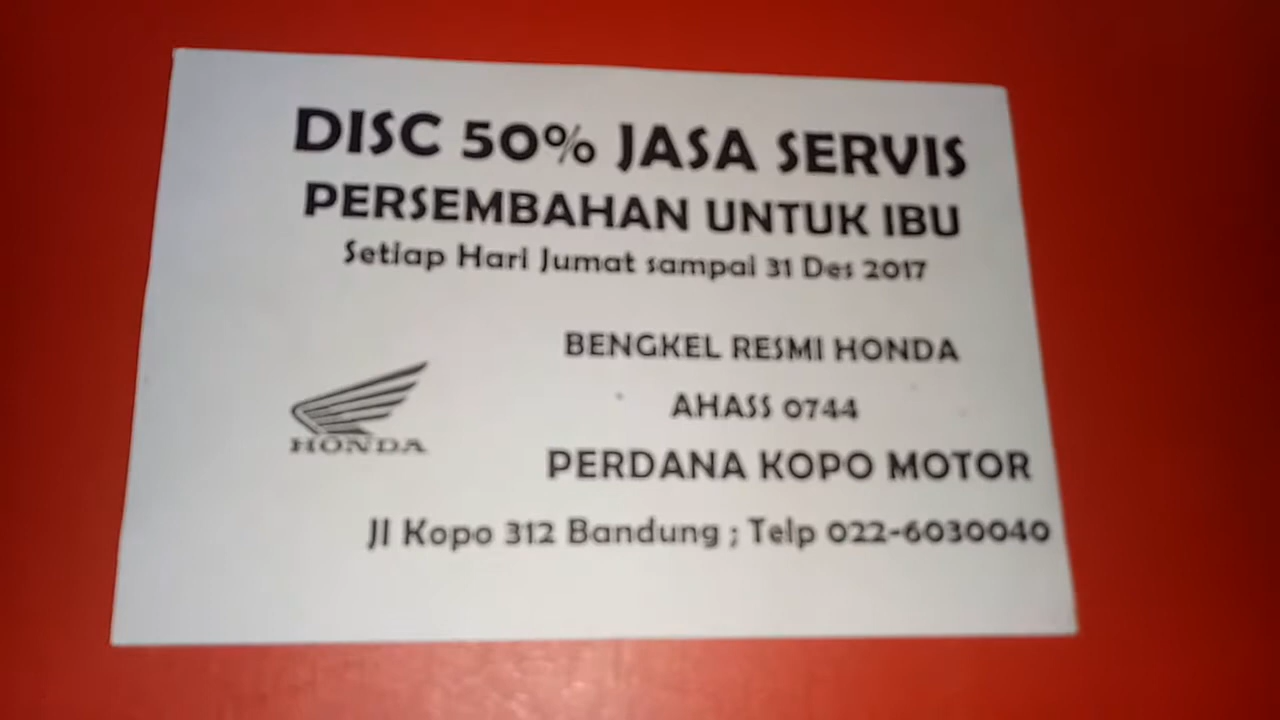 DISC 50% JASA SERVIS
PERSEMBAHAN UNTUK IBU
Setiap Hari Jumat sampai 31 Des 2017
BENGKEL RESMI HONDA
AHASS 0744
HONDA
PERDANA KOPO MOTOR
Jl Kopo 312 Bandung ; Telp 022-6030040